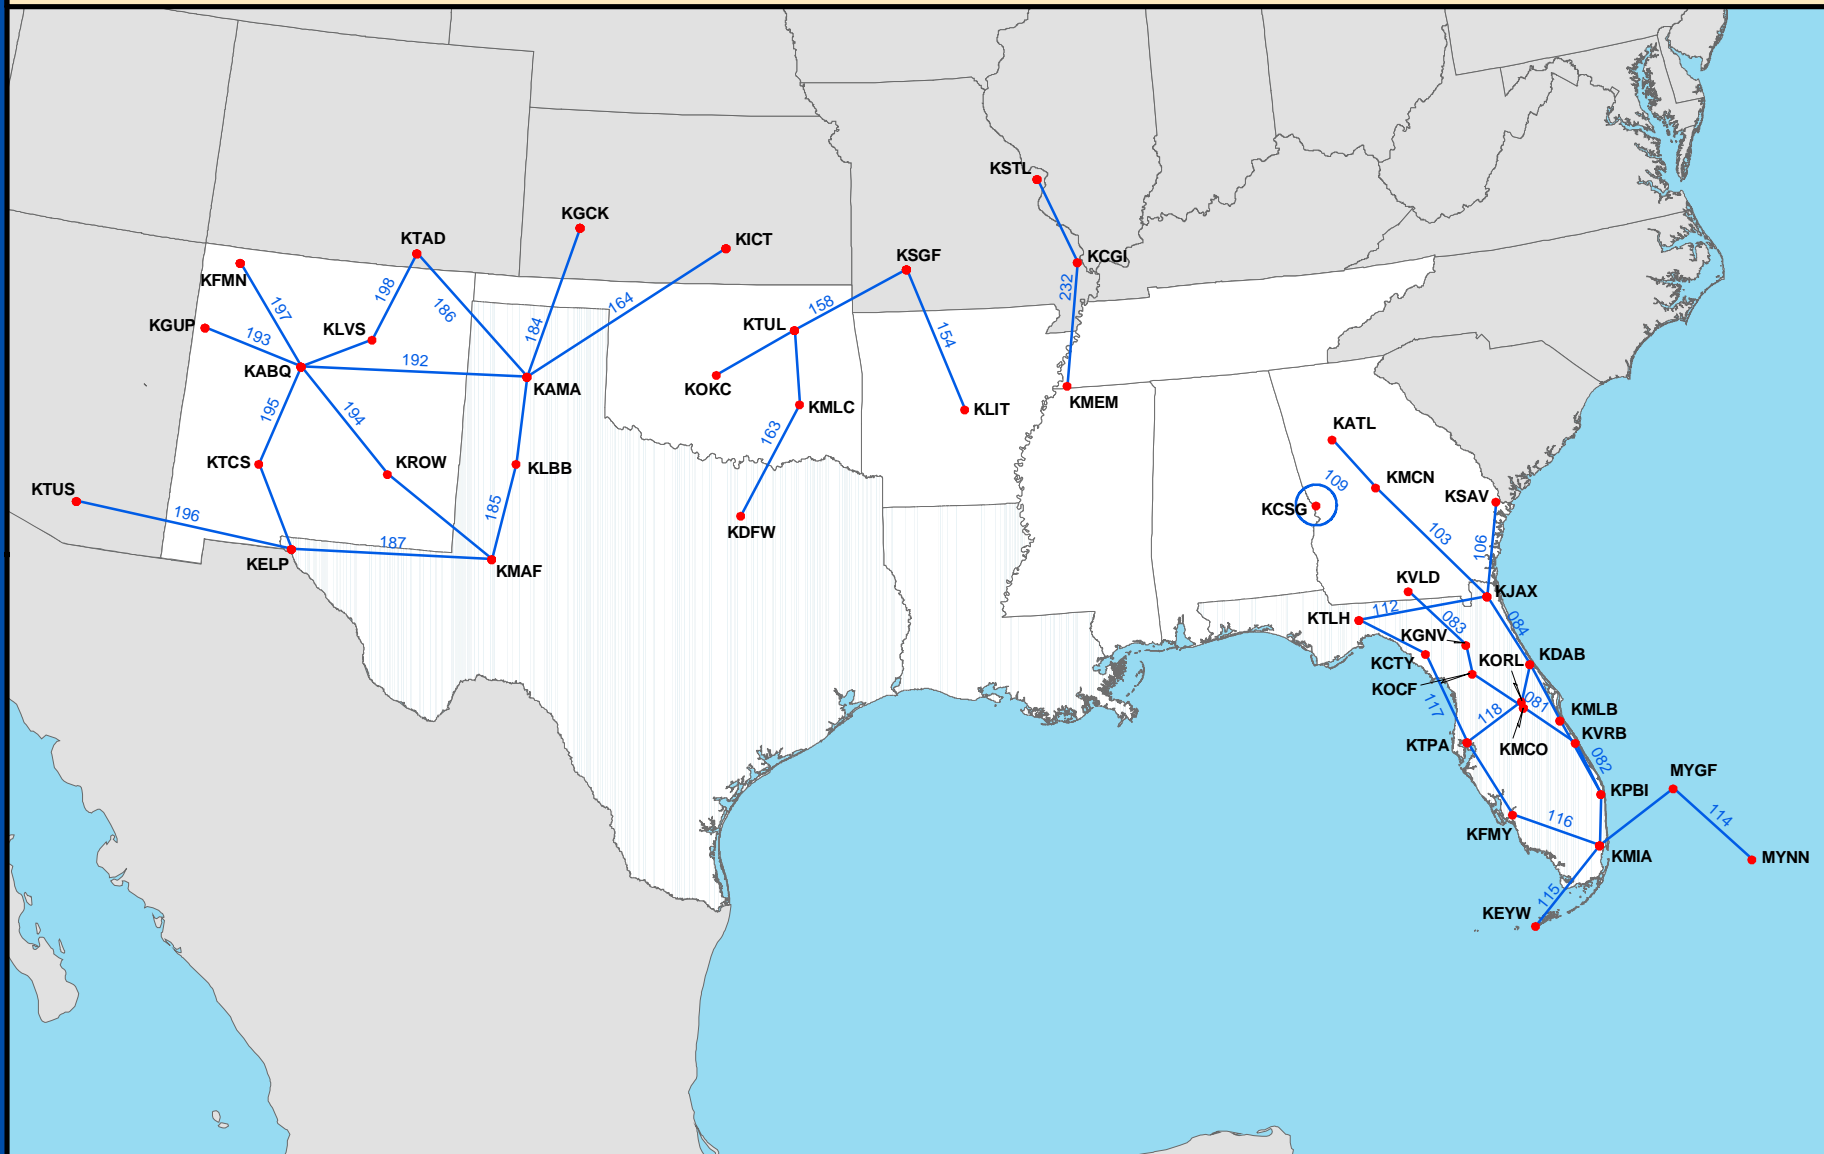 KSTL
KGCK
KTAD
KICT
KSGF
KCGI
KFMN
198
232
197
186
164
158
KGUP
193
KLVS
184
KTUL
154
KABQ
192
KAMA
KOKC
KMLC
KLIT
KMEM
195
194
163
KATL
KTCS
KROW
KLBB
109
KMCN
KTUS
KSAV
196
185
KCSG
KDFW
103
106
187
KELP
KMAF
KVLD
KJAX
112
KTLH
083
084
KGNV
KCTY
KORL
KDAB
KOCF
117
118
081
KMLB
KVRB
KTPA
KMCO
082
MYGF
KPBI
114
116
KFMY
KMIA
MYNN
115
KEYW